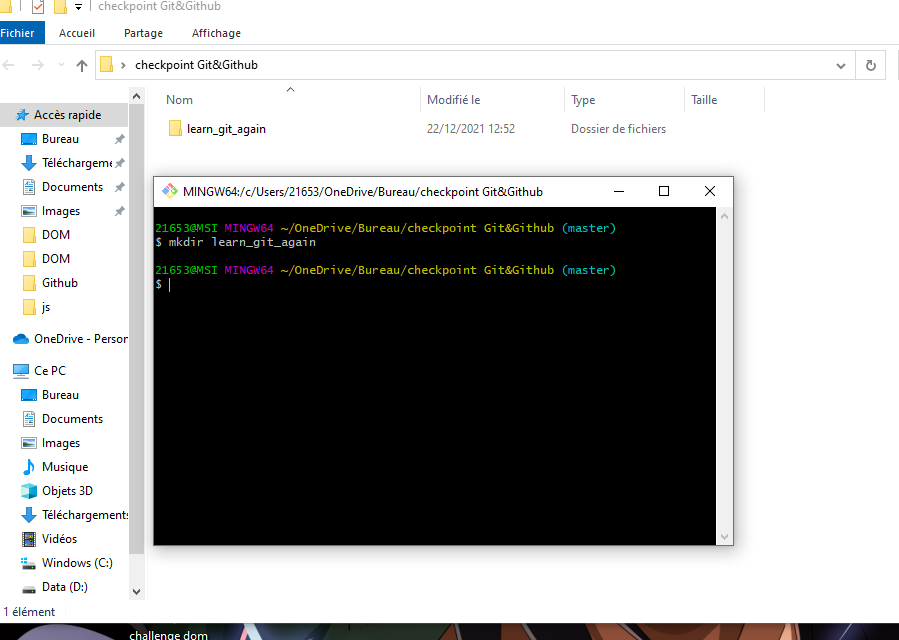 checkpoint Git&Github
Fichier Accueil Partage Affichage
checkpoint Git&Github
Nom Modifié le Type Taille
learn_git_again 22/12/2021 12:52 Dossier de fichiers
Accès rapide
Bureau
Téléchargeme
Documents
Images
DOM
DOM
Github
js
OneDrive - Person
Ce PC
Bureau
Documents
Images
Musique
Objets 3D
Téléchargements
Vidéos
Windows (C:)
Data (D:)
1 élément
MINGW64:/c/Users/21653/OneDrive/Bureau/checkpoint Git&Github
21653@MSI MINGW64 ~/OneDrive/Bureau/checkpoint Git&Github (master)
$ mkdir learn_git_again
21653@MSI MINGW64 ~/OneDrive/Bureau/checkpoint Git&Github (master)
$
challenge dom